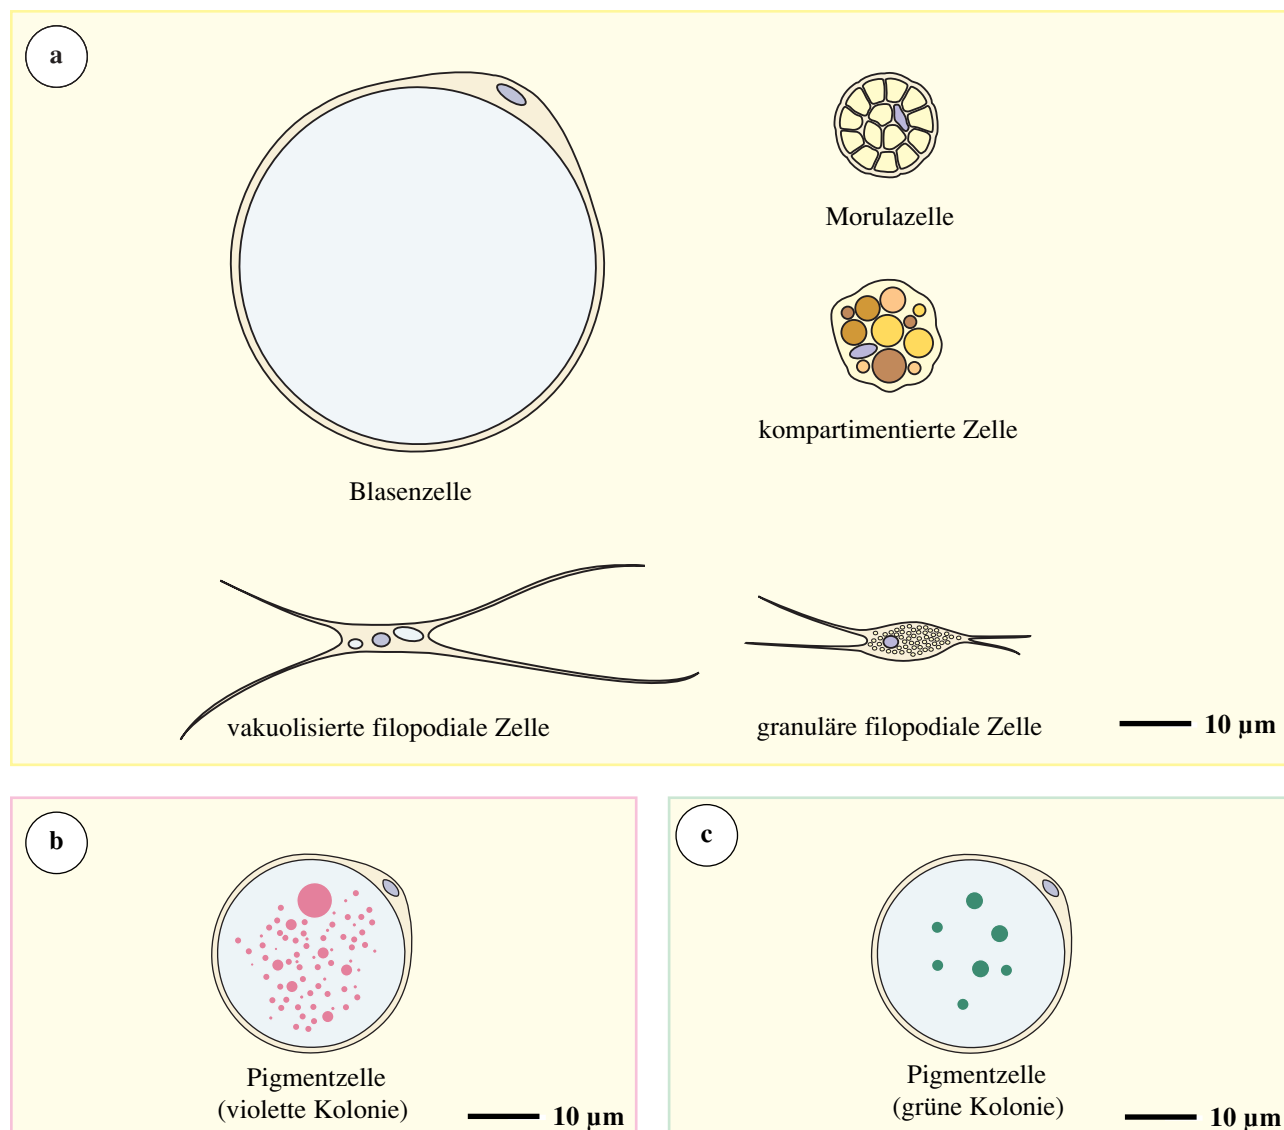 a
Morulazelle
kompartimentierte Zelle
Blasenzelle
vakuolisierte filopodiale Zelle
granuläre filopodiale Zelle
10 µm
b
Pigmentzelle
(violette Kolonie)
10 µm
c
Pigmentzelle
(grüne Kolonie)
10 µm